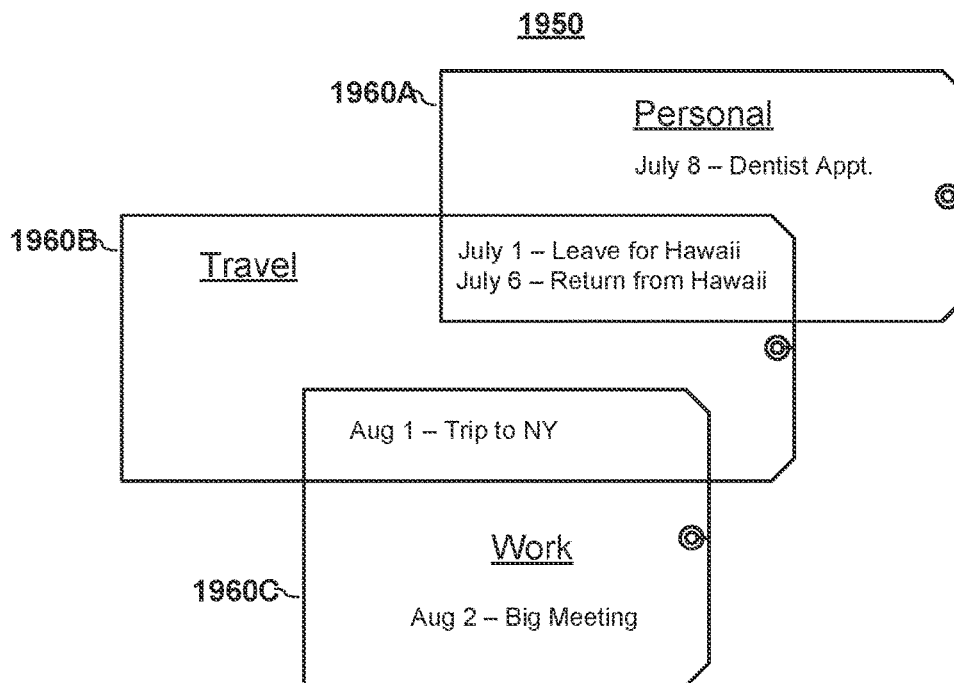 1950
1960A
Personal
July 8 – Dentist Appt.
1960B
Travel
July 1 – Leave for Hawaii
July 6 – Return from Hawaii
Aug 1 – Trip to NY
Work
1960C
Aug 2 – Big Meeting